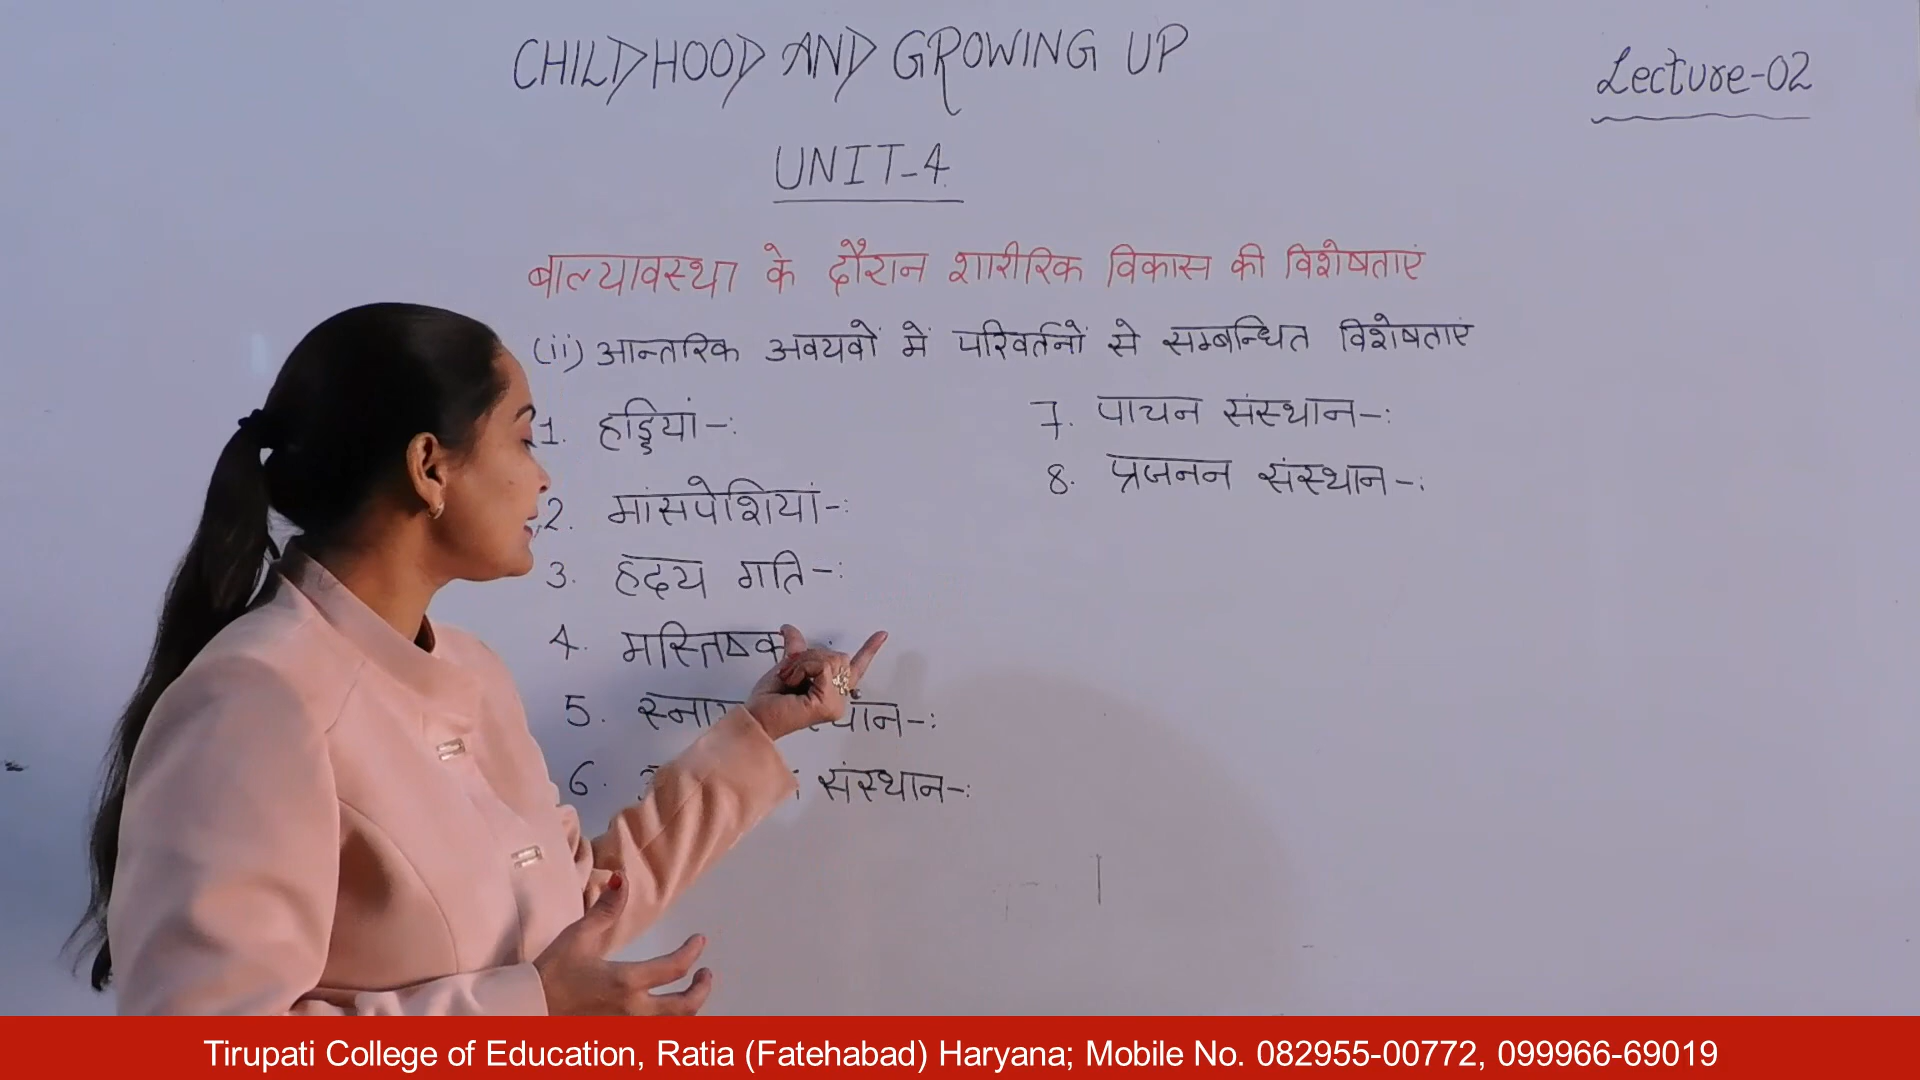 CHILDHOOD AND GROWING UP
Lecture-02
UNIT-4
बाल्यावस्था के दौरान शारीरिक विकास की विशेषताएं
(ii) आन्तरिक अवयवों में परिवर्तनों से सम्बन्धित विशेषताएं
1. हड्डियां-:
2. मांसपेशियां-:
3. हृदय गति-:
4. मस्तिष्क
5.
6. संस्थान-:
7. पाचन संस्थान-:
8. प्रजनन संस्थान-:
Tirupati College of Education, Ratia (Fatehabad) Haryana; Mobile No. 082955-00772, 099966-69019